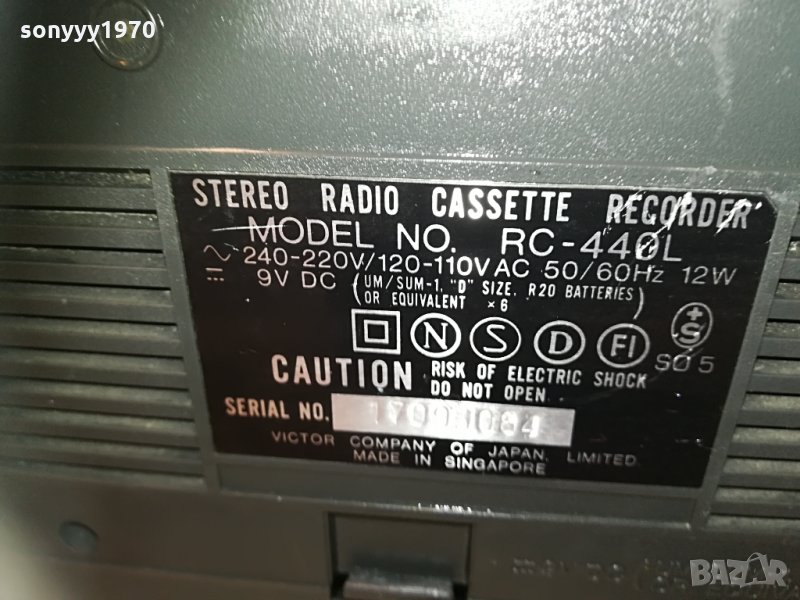 sonyyy1970
STEREO RADIO CASSETTE RECORDER
MODEL NO. RC-440L
240-220V/120-110V AC 50/60Hz 12W
9V DC (UM/SUM-1, "D" SIZE, R20 BATTERIES)
OR EQUIVALENT ×6
N S D FI +S
SO 5
CAUTION RISK OF ELECTRIC SHOCK
DO NOT OPEN
SERIAL NO.
VICTOR COMPANY OF JAPAN, LIMITED
MADE IN SINGAPORE
BAZAR